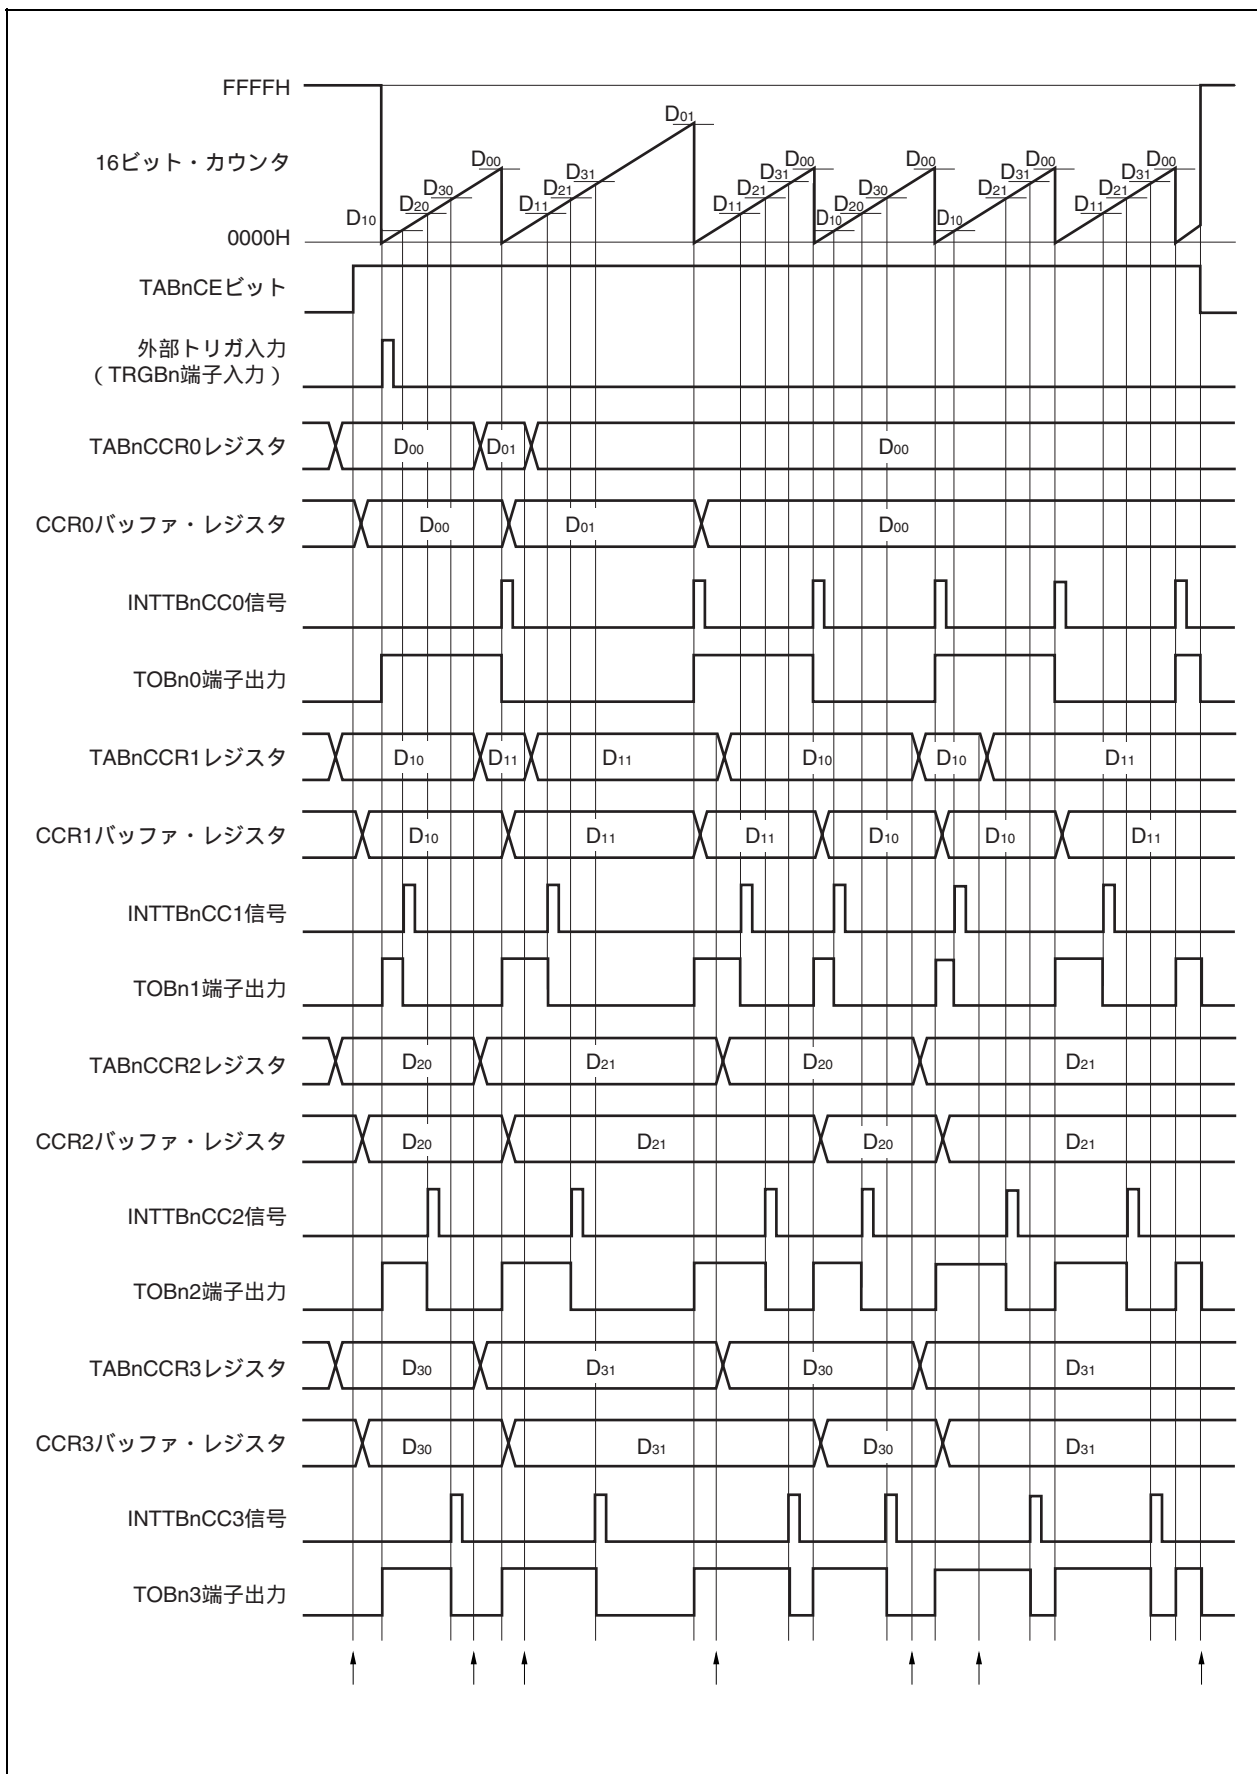 FFFFH
D01
16ビット・カウンタ
D00 D00 D00 D00 D00
D30 D31 D31 D30 D31 D31
D20 D21 D21 D20 D21 D21
D10 D11 D11 D10 D10 D11
0000H
TABnCEビット
外部トリガ入力
(TRGBn端子入力)
TABnCCR0レジスタ D00 D01 D00
CCR0バッファ・レジスタ D00 D01 D00
INTTBnCC0信号
TOBn0端子出力
TABnCCR1レジスタ D10 D11 D11 D10 D10 D11
CCR1バッファ・レジスタ D10 D11 D11 D10 D10 D11
INTTBnCC1信号
TOBn1端子出力
TABnCCR2レジスタ D20 D21 D20 D21
CCR2バッファ・レジスタ D20 D21 D20 D21
INTTBnCC2信号
TOBn2端子出力
TABnCCR3レジスタ D30 D31 D30 D31
CCR3バッファ・レジスタ D30 D31 D30 D31
INTTBnCC3信号
TOBn3端子出力